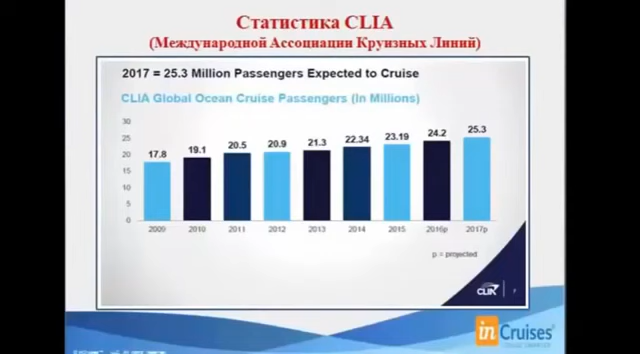 Статистика CLIA
(Международной Ассоциации Круизных Линий)
2017 = 25.3 Million Passengers Expected to Cruise
CLIA Global Ocean Cruise Passengers (In Millions)
30
25
20
15
10
5
0
17.8 19.1 20.5 20.9 21.3 22.34 23.19 24.2 25.3
2009 2010 2011 2012 2013 2014 2015 2016p 2017p
p = projected
CLIA
inCruises